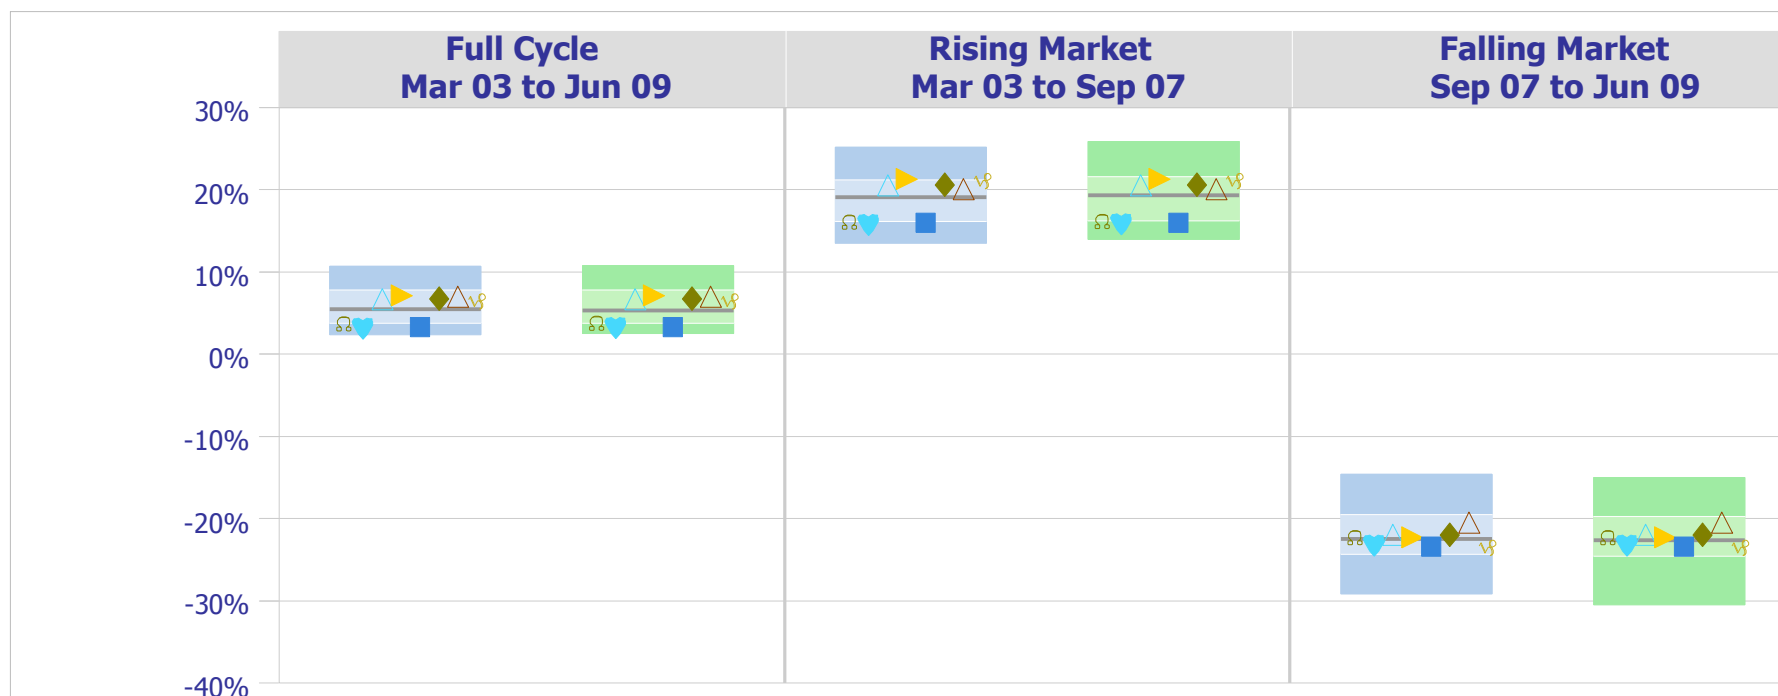 Full Cycle
Mar 03 to Jun 09
Rising Market
Mar 03 to Sep 07
Falling Market
Sep 07 to Jun 09
30%
20%
10%
0%
-10%
-20%
-30%
-40%